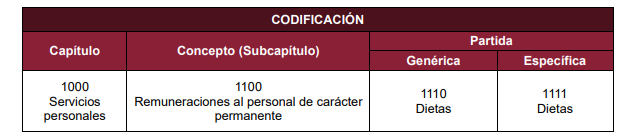 CODIFICACIÓN
Capítulo Concepto (Subcapítulo) Partida
Genérica Específica
1000
Servicios
personales
1100
Remuneraciones al personal de carácter
permanente
1110
Dietas
1111
Dietas